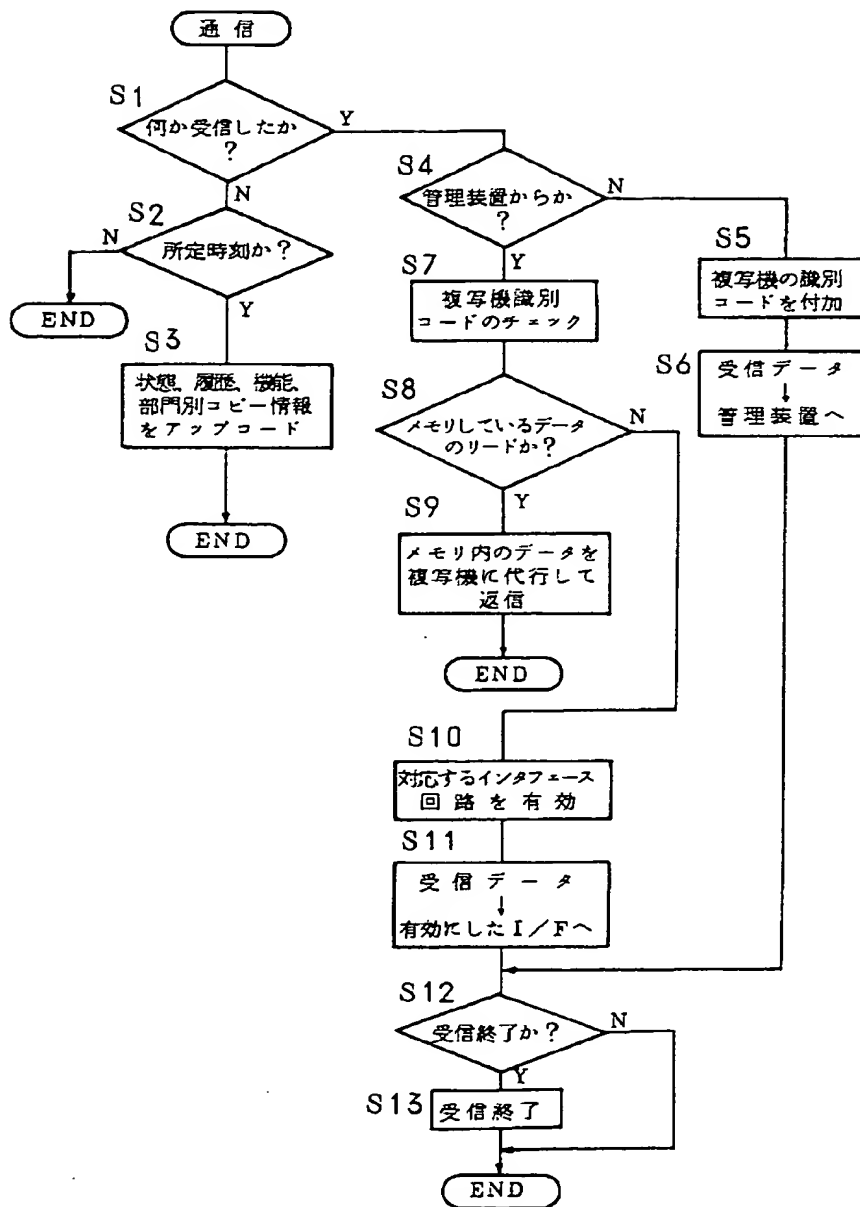 通信
S1
何か受信したか
?
Y
N
S2
所定時刻か?
N
Y
END
S3
状態、履歴、機能、
部門別コピー情報
をアップコード
END
S4
管理装置からか
?
N
Y
S5
複写機の識別
コードを付加
S6
受信データ
↓
管理装置へ
S7
複写機識別
コードのチェック
S8
メモリしているデータ
のリードか?
N
Y
S9
メモリ内のデータを
複写機に代行して
返信
END
S10
対応するインタフェース
回路を有効
S11
受信データ
↓
有効にしたI/Fへ
S12
受信終了か?
N
Y
S13
受信終了
END